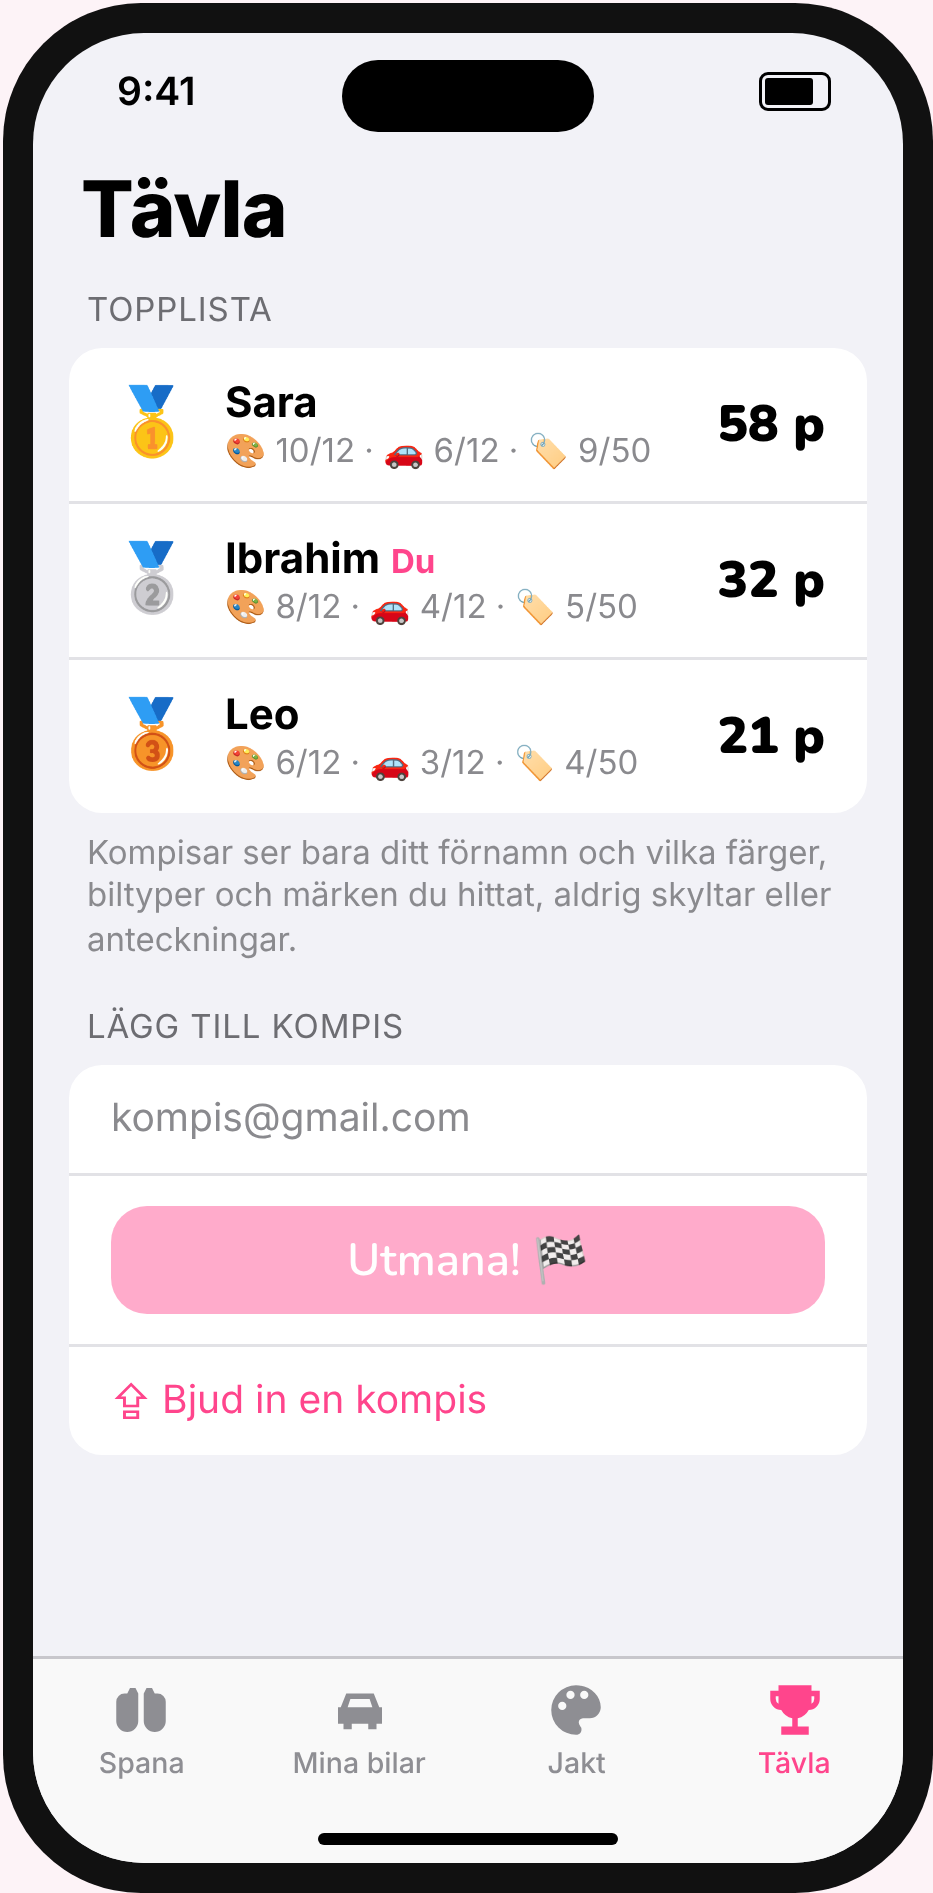 9:41
Tävla
TOPPLISTA
🥇 Sara 58 p
🎨 10/12 · 🚗 6/12 · 🏷️ 9/50
🥈 Ibrahim Du 32 p
🎨 8/12 · 🚗 4/12 · 🏷️ 5/50
🥉 Leo 21 p
🎨 6/12 · 🚗 3/12 · 🏷️ 4/50
Kompisar ser bara ditt förnamn och vilka färger,
biltyper och märken du hittat, aldrig skyltar eller
anteckningar.
LÄGG TILL KOMPIS
kompis@gmail.com
Utmana! 🏁
Bjud in en kompis
Spana Mina bilar Jakt Tävla